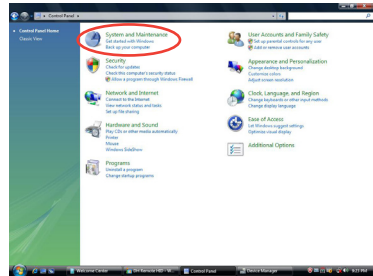 Control Panel
Control Panel Home
Classic View
System and Maintenance
Get started with Windows
Back up your computer
Security
Check for updates
Check this computer's security status
Allow a program through Windows Firewall
Network and Internet
Connect to the Internet
View network status and tasks
Set up file sharing
Hardware and Sound
Play CDs or other media automatically
Printer
Mouse
Windows SideShow
Programs
Uninstall a program
Change startup programs
User Accounts and Family Safety
Set up parental controls for any user
Add or remove user accounts
Appearance and Personalization
Change desktop background
Customize colors
Adjust screen resolution
Clock, Language, and Region
Change keyboards or other input methods
Change display language
Ease of Access
Let Windows suggest settings
Optimize visual display
Additional Options
Welcome Center
Control Panel
Device Manager
9:23 PM